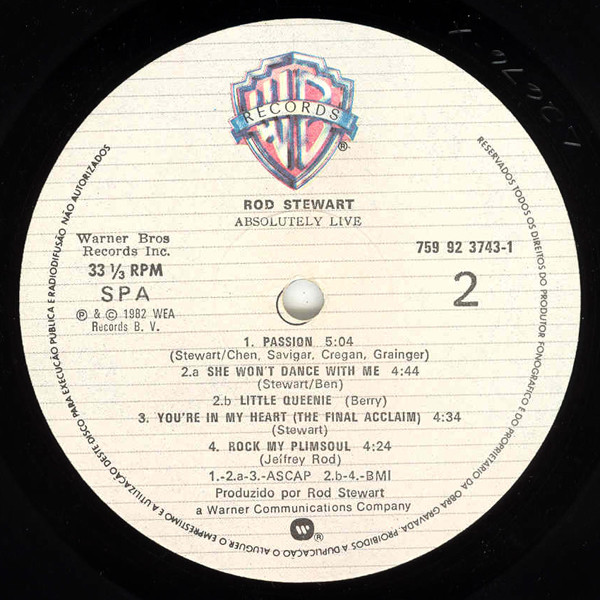 WB
RECORDS
®
ROD STEWART
ABSOLUTELY LIVE
Warner Bros
Records Inc.
33 1/3 RPM
SPA
℗ & © 1982 WEA
Records B. V.
759 92 3743-1
2
1. PASSION 5:04
(Stewart/Chen, Savigar, Cregan, Grainger)
2.a SHE WON'T DANCE WITH ME 4:44
(Stewart/Ben)
2.b LITTLE QUEENIE (Berry)
3. YOU'RE IN MY HEART (THE FINAL ACCLAIM) 4:34
(Stewart)
4. ROCK MY PLIMSOUL 4:24
(Jeffrey Rod)
1.-2.a-3.-ASCAP 2.b-4.-BMI
Produzido por Rod Stewart
a Warner Communications Company
W ®
RESERVADOS TODOS OS DIREITOS DO PRODUTOR FONOGRÁFICO E DO PROPRIETÁRIO DA OBRA GRAVADA. PROIBIDOS A DUPLICAÇÃO O ALUGUER O EMPRÉSTIMO E A UTILIZAÇÃO DESTE DISCO PARA EXECUÇÃO PÚBLICA E RADIODIFUSÃO NÃO AUTORIZADOS